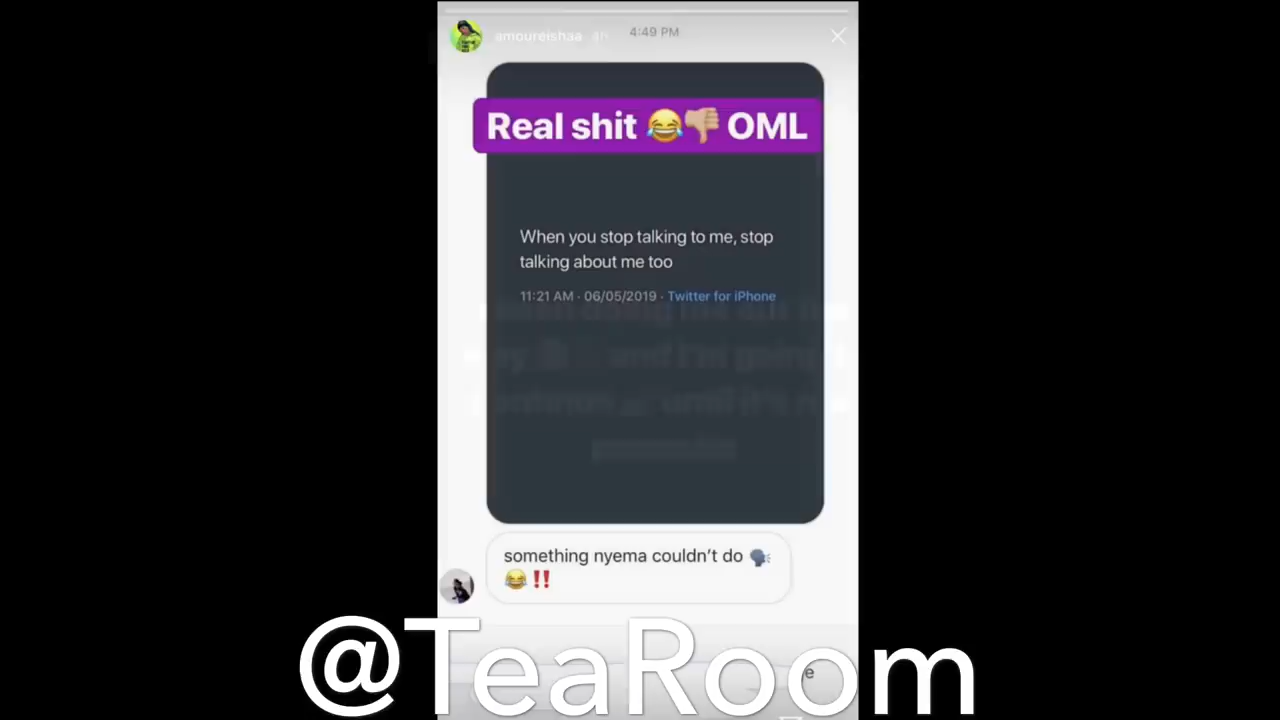 amoureishaa 4h
4:49 PM
Real shit 😂👎🏼 OML
When you stop talking to me, stop
talking about me too
11:21 AM · 06/05/2019 · Twitter for iPhone
something nyema couldn't do 🗣
😂‼️
@TeaRoom